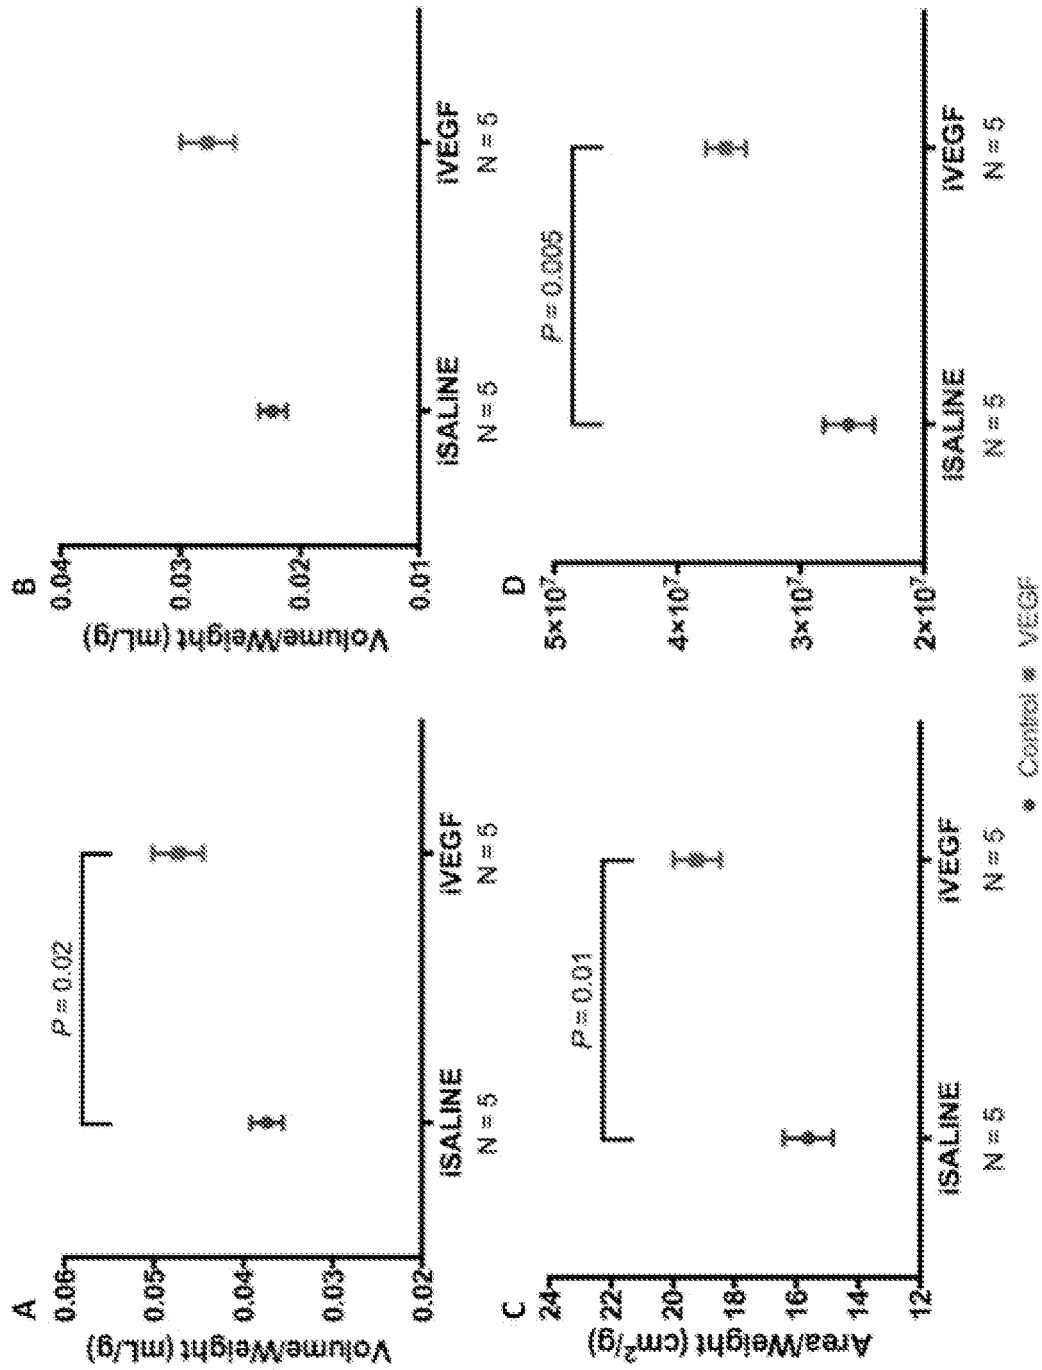 A
Volume/Weight (mL/g)
0.06
0.05
0.04
0.03
0.02
P = 0.02
iSALINE
N = 5
iVEGF
N = 5
B
Volume/Weight (mL/g)
0.04
0.03
0.02
0.01
iSALINE
N = 5
iVEGF
N = 5
C
Area/Weight (cm²/g)
24
22
20
18
16
14
12
P = 0.01
iSALINE
N = 5
iVEGF
N = 5
D
5×10⁷
4×10⁷
3×10⁷
2×10⁷
P = 0.005
iSALINE
N = 5
iVEGF
N = 5
Control VEGF